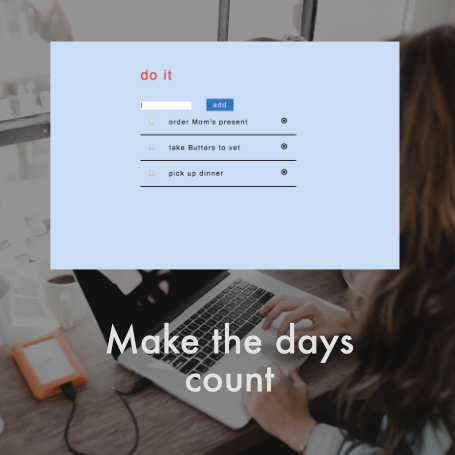 do it
add
order Mom's present
take Butters to vet
pick up dinner
Make the days
count